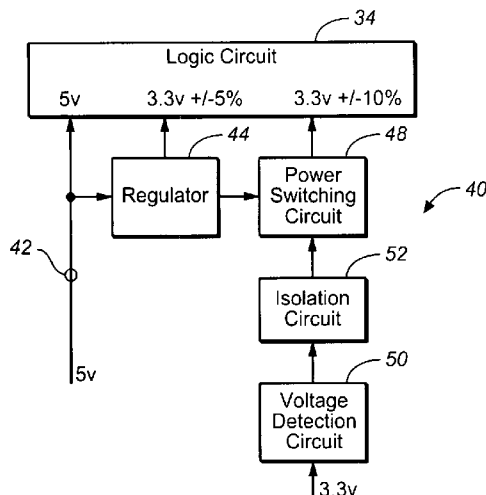 34
Logic Circuit
5v 3.3v +/-5% 3.3v +/-10%
44
48
Regulator
Power
Switching
Circuit
40
42
52
Isolation
Circuit
5v
50
Voltage
Detection
Circuit
3.3v